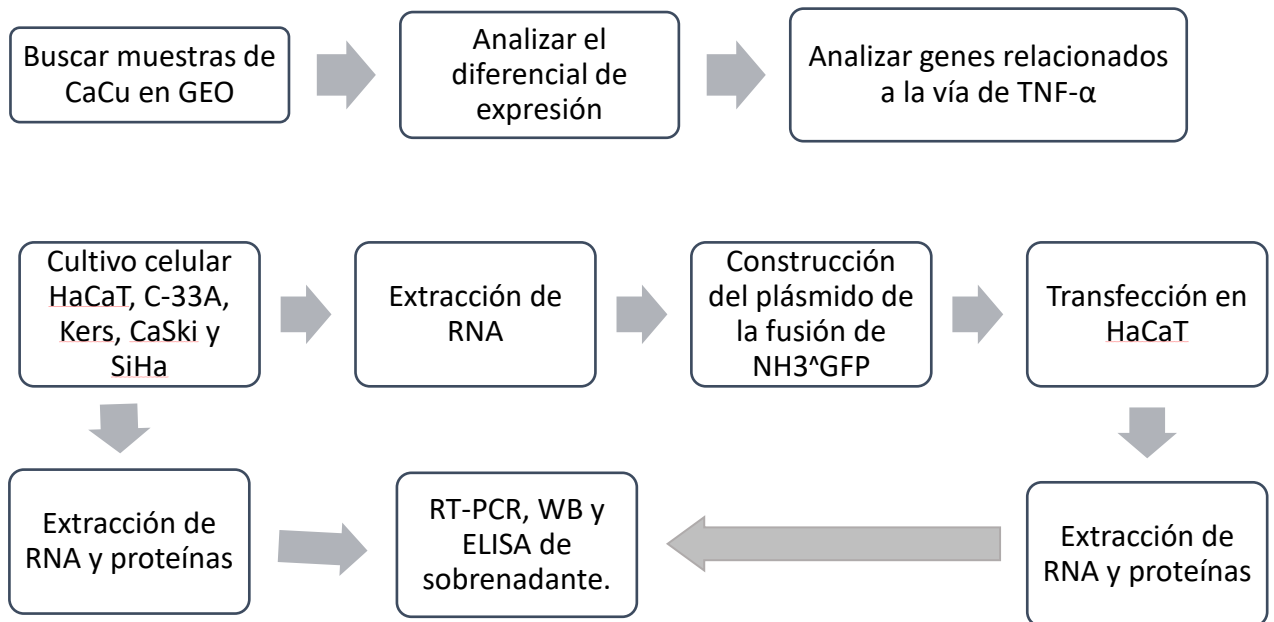 Buscar muestras de
CaCu en GEO
Analizar el
diferencial de
expresión
Analizar genes relacionados
a la vía de TNF-α
Cultivo celular
HaCaT, C-33A,
Kers, CaSki y
SiHa
Extracción de
RNA
Construcción
del plásmido de
la fusión de
NH3^GFP
Transfección en
HaCaT
Extracción de
RNA y proteínas
RT-PCR, WB y
ELISA de
sobrenadante.
Extracción de
RNA y proteínas